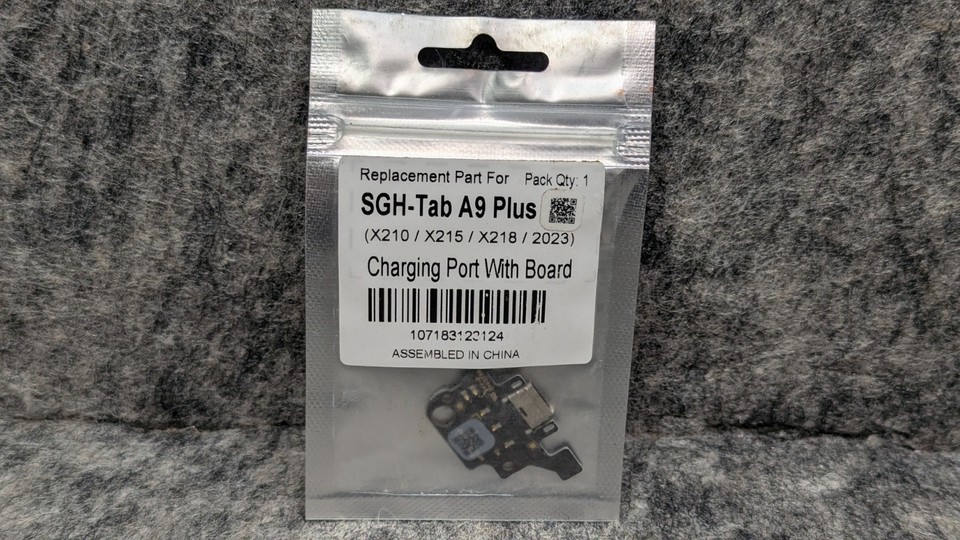 Replacement Part For Pack Qty: 1
SGH-Tab A9 Plus
(X210 / X215 / X218 / 2023)
Charging Port With Board
107183123124
ASSEMBLED IN CHINA